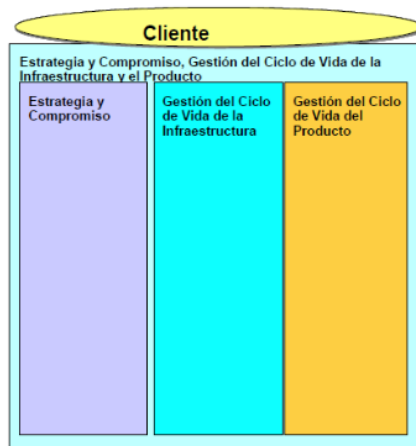 Cliente
Estrategia y Compromiso, Gestión del Ciclo de Vida de la
Infraestructura y el Producto
Estrategia y
Compromiso
Gestión del Ciclo
de Vida de la
Infraestructura
Gestión del Ciclo
de Vida del
Producto